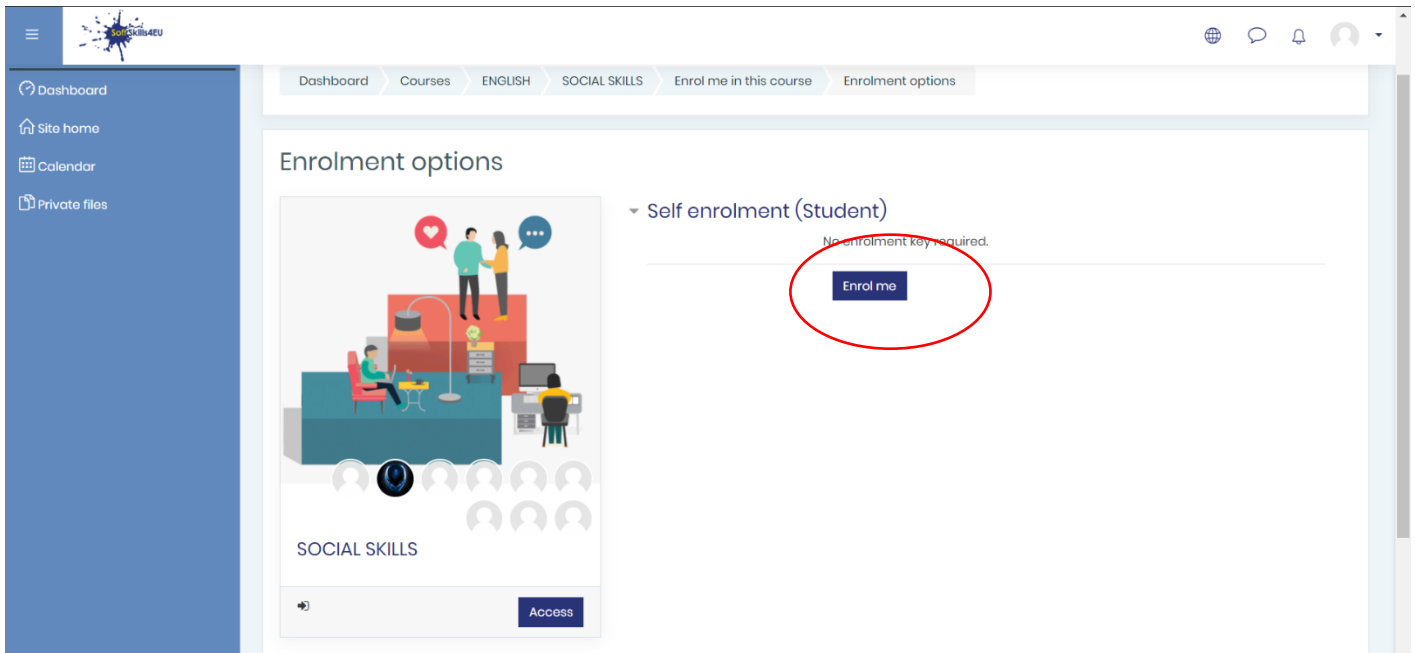 SoftSkills4EU
Dashboard
Site home
Calendar
Private files
Dashboard Courses ENGLISH SOCIAL SKILLS Enrol me in this course Enrolment options
Enrolment options
Self enrolment (Student)
No enrolment key required.
Enrol me
SOCIAL SKILLS
Access